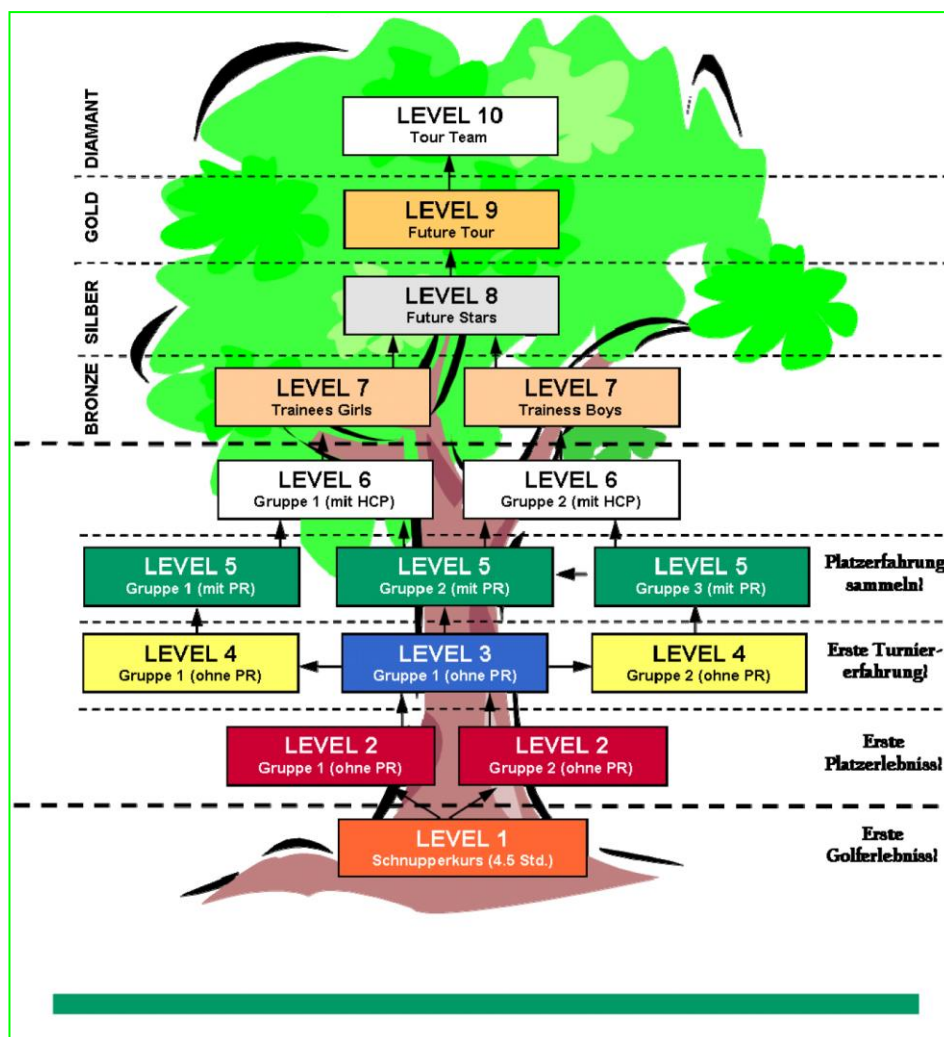 DIAMANT
LEVEL 10
Tour Team
GOLD
LEVEL 9
Future Tour
SILBER
LEVEL 8
Future Stars
BRONZE
LEVEL 7
Trainees Girls
LEVEL 7
Trainess Boys
LEVEL 6
Gruppe 1 (mit HCP)
LEVEL 6
Gruppe 2 (mit HCP)
LEVEL 5
Gruppe 1 (mit PR)
LEVEL 5
Gruppe 2 (mit PR)
LEVEL 5
Gruppe 3 (mit PR)
Platzerfahrung
sammeln?
LEVEL 4
Gruppe 1 (ohne PR)
LEVEL 3
Gruppe 1 (ohne PR)
LEVEL 4
Gruppe 2 (ohne PR)
Erste Turnier-
erfahrung?
LEVEL 2
Gruppe 1 (ohne PR)
LEVEL 2
Gruppe 2 (ohne PR)
Erste
Platzerlebniss?
LEVEL 1
Schnupperkurs (4.5 Std.)
Erste
Golferlebniss?